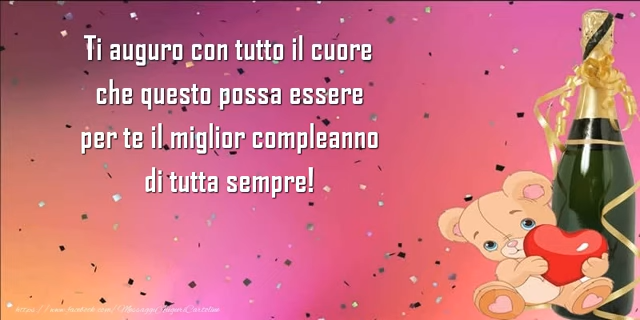 Ti auguro con tutto il cuore
che questo possa essere
per te il miglior compleanno
di tutta sempre!